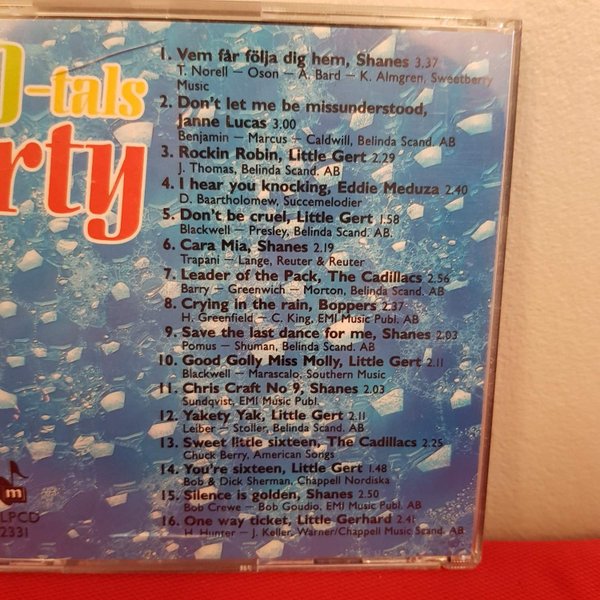 -tals
rty
1. Vem får följa dig hem, Shanes 3.37
T. Norell – Oson – A. Bard – K. Almgren, Sweetberry
Music
2. Don't let me be missunderstood,
Janne Lucas 3.00
Benjamin – Marcus – Caldwill, Belinda Scand. AB
3. Rockin Robin, Little Gert 2.29
J. Thomas, Belinda Scand. AB
4. I hear you knocking, Eddie Meduza 2.40
D. Baartholomew, Succemelodier
5. Don't be cruel, Little Gert 1.58
Blackwell – Presley, Belinda Scand. AB.
6. Cara Mia, Shanes 2.19
Trapani – Lange, Reuter & Reuter
7. Leader of the Pack, The Cadillacs 2.56
Barry – Greenwich – Morton, Belinda Scand. AB
8. Crying in the rain, Boppers 2.37
H. Greenfield – C. King, EMI Music Publ. AB
9. Save the last dance for me, Shanes 2.03
Pomus – Shuman, Belinda Scand. AB
10. Good Golly Miss Molly, Little Gert 2.11
Blackwell – Marascalo, Southern Music
11. Chris Craft No 9, Shanes 2.03
Sundqvist, EMI Music Publ.
12. Yakety Yak, Little Gert 2.11
Leiber – Stoller, Belinda Scand. AB
13. Sweet little sixteen, The Cadillacs 2.25
Chuck Berry, American Songs
14. You're sixteen, Little Gert 1.48
Bob & Dick Sherman, Chappell Nordiska
15. Silence is golden, Shanes 2.50
Bob Crewe – Bob Goudio, EMI Music Publ. AB
16. One way ticket, Little Gerhard 2.41
H. Hunter – J. Keller, Warner/Chappell Music Scand. AB
m
LPCD
2331